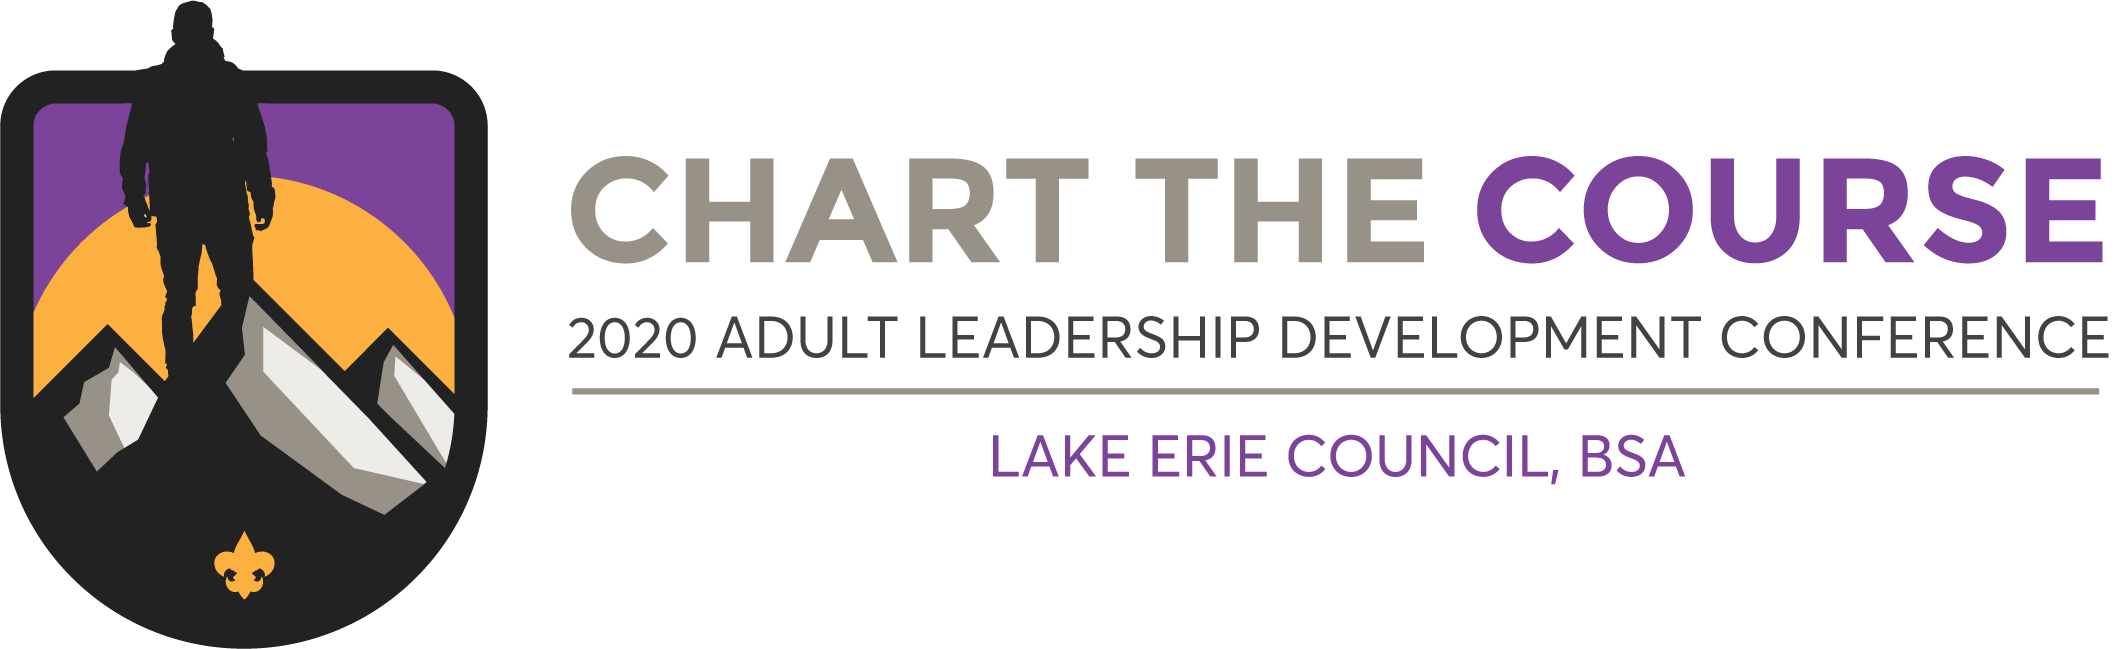 CHART THE COURSE
2020 ADULT LEADERSHIP DEVELOPMENT CONFERENCE
LAKE ERIE COUNCIL, BSA